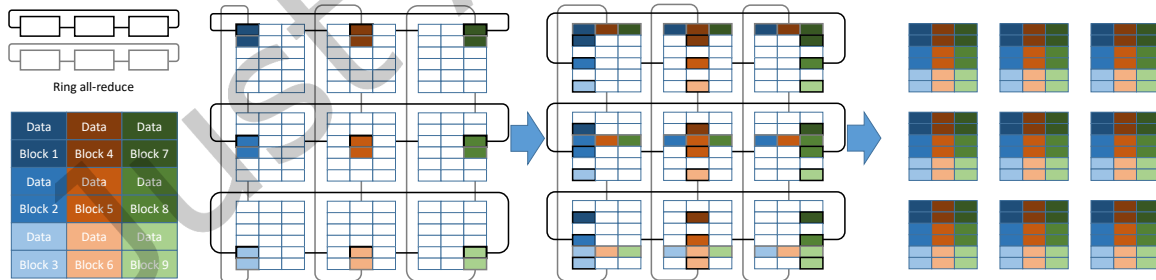 Ring all-reduce
Data Data Data
Block 1 Block 4 Block 7
Data Data Data
Block 2 Block 5 Block 8
Data Data Data
Block 3 Block 6 Block 9
Just